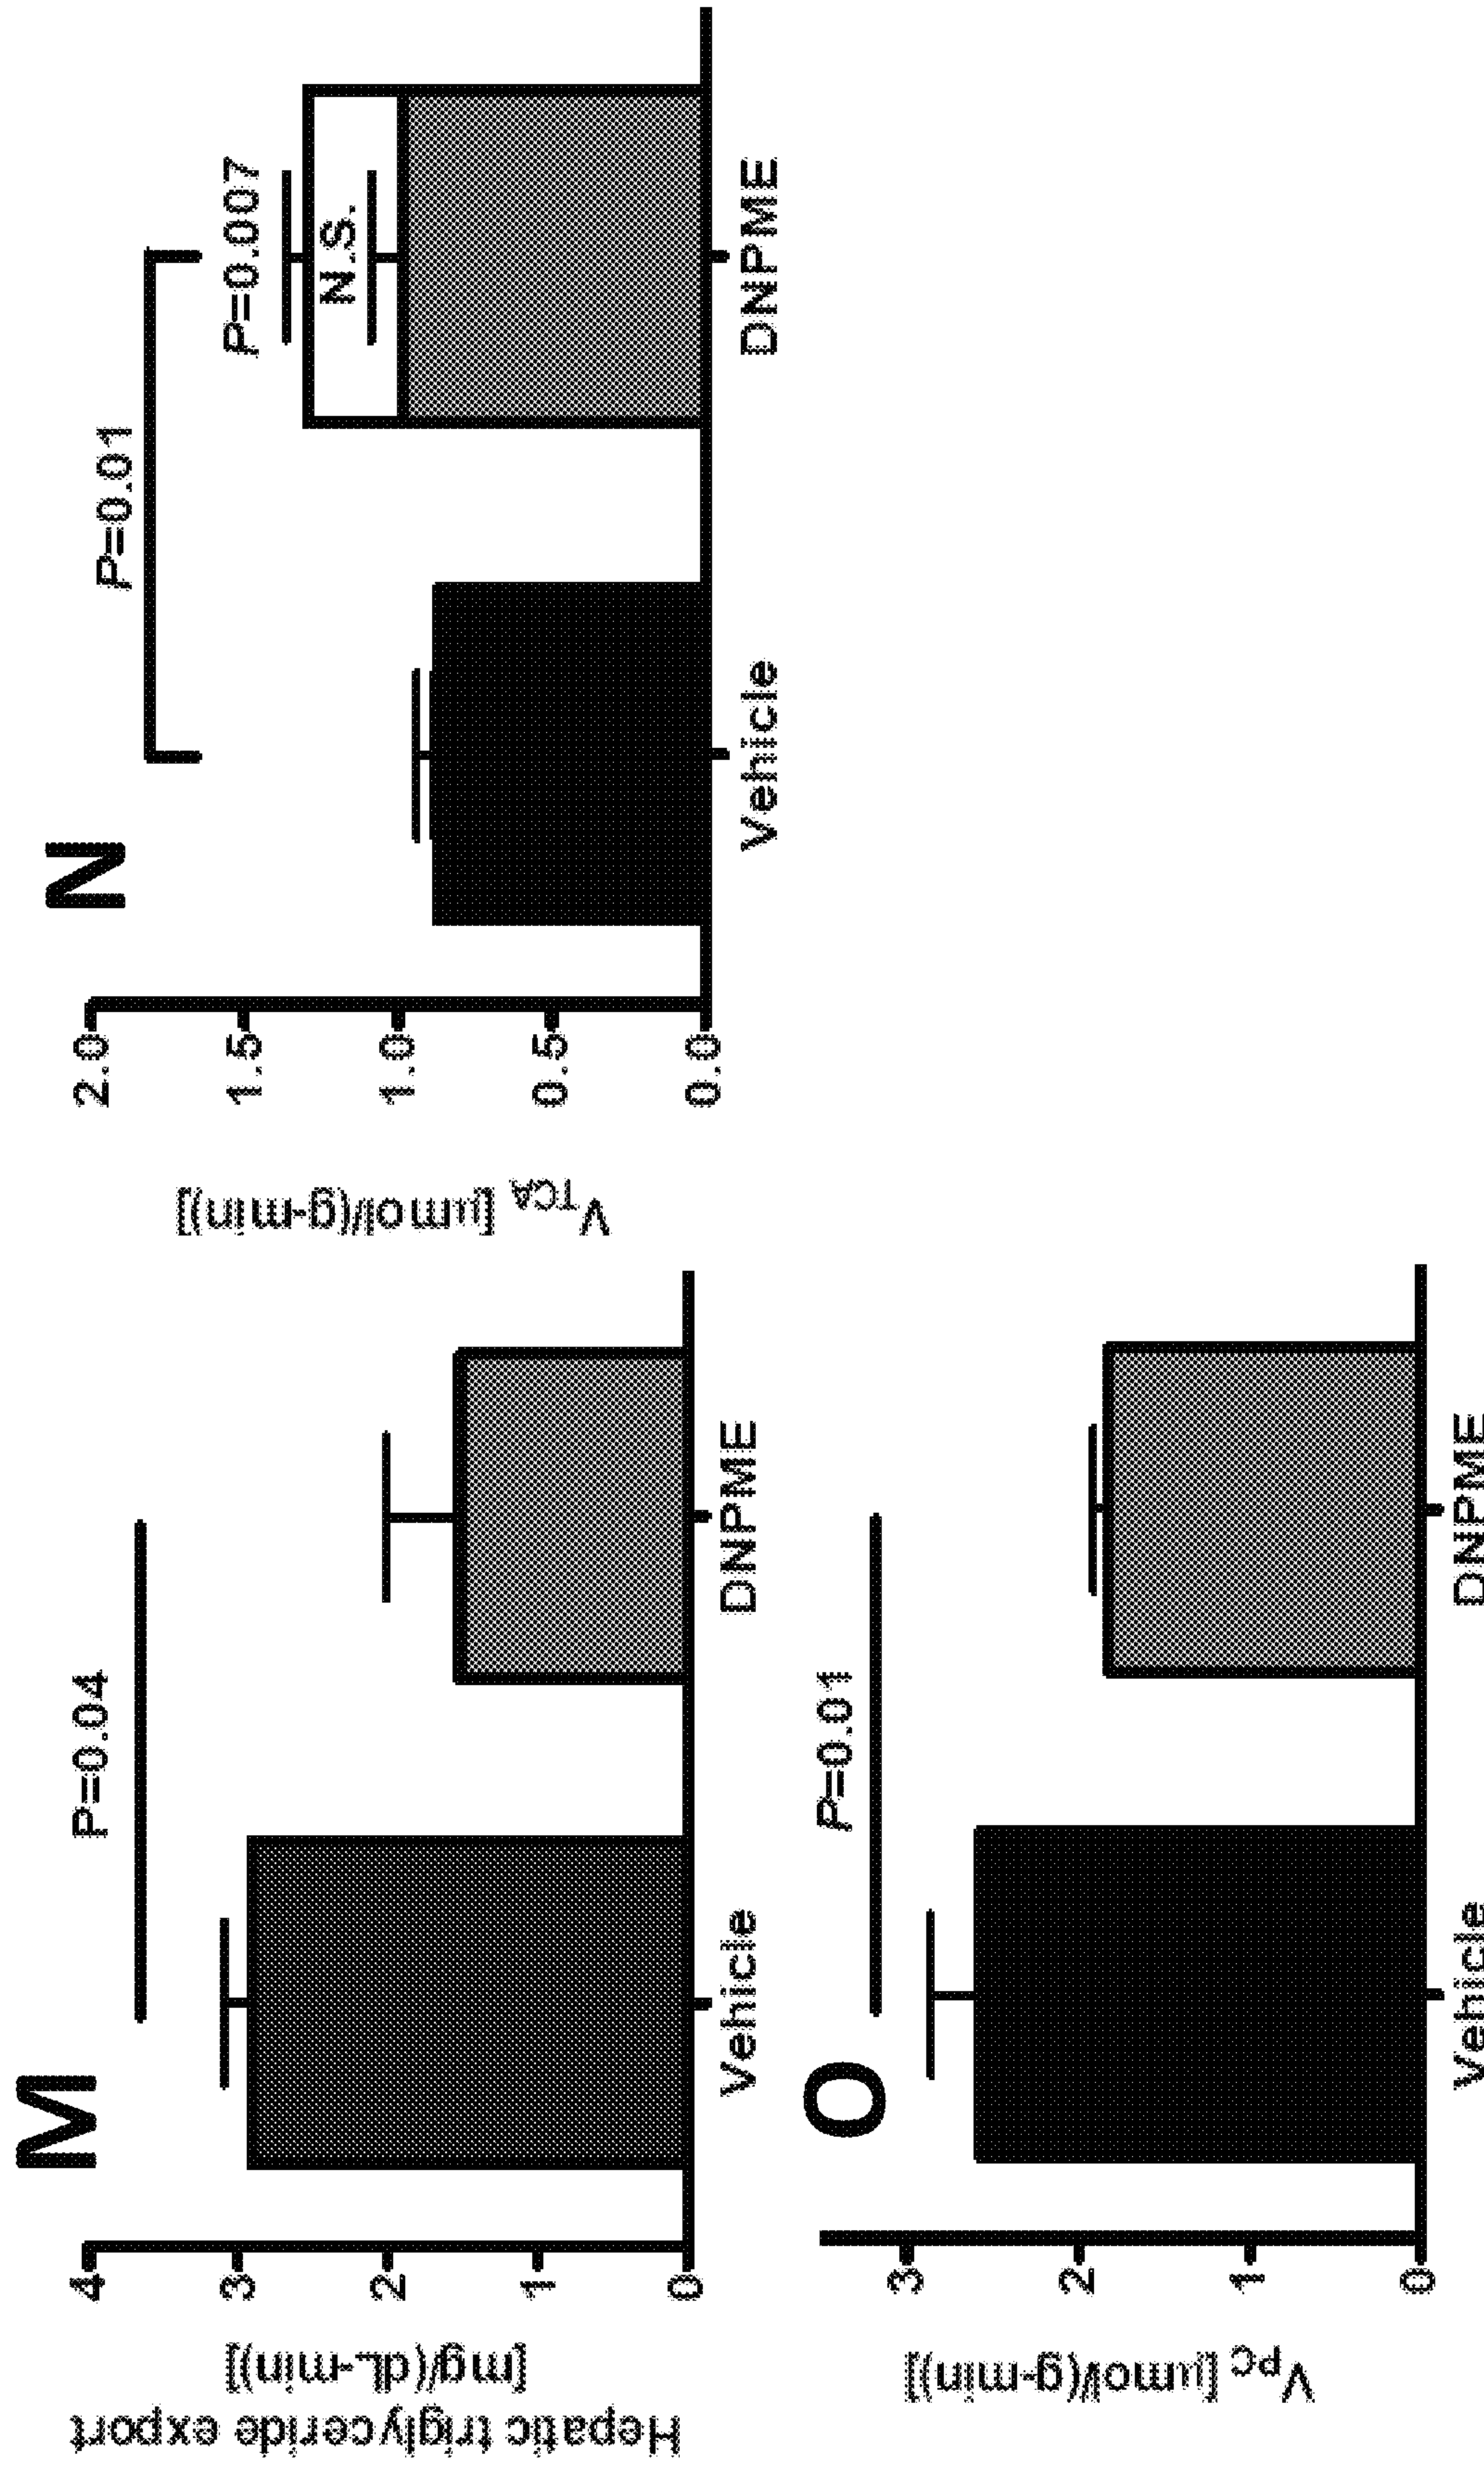 M
Hepatic triglyceride export
[mg/(dL-min)]
4
3
2
1
0
P=0.04
Vehicle
DNPME
N
V_TCA [µmol/(g-min)]
2.0
1.5
1.0
0.5
0.0
P=0.01
P=0.007
N.S.
Vehicle
DNPME
O
V_PC [µmol/(g-min)]
3
2
1
0
P=0.01
Vehicle
DNPME